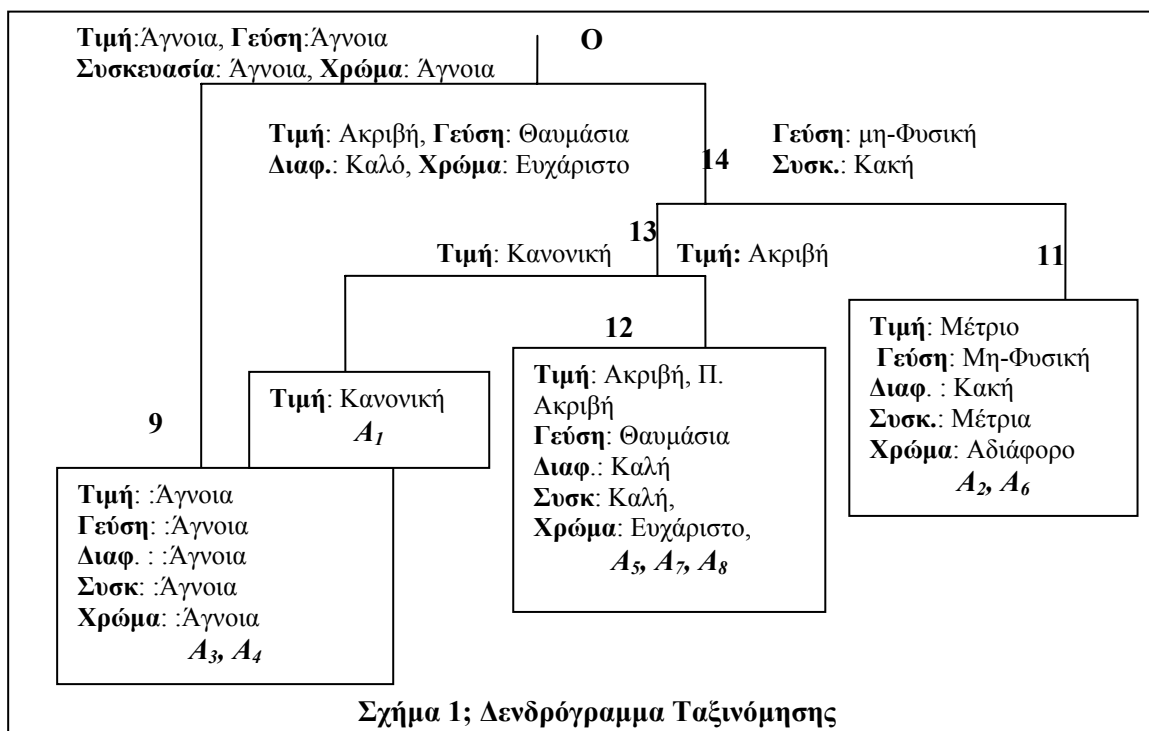 Τιμή:Άγνοια, Γεύση:Άγνοια
Συσκευασία: Άγνοια, Χρώμα: Άγνοια
Ο
Τιμή: Ακριβή, Γεύση: Θαυμάσια
Διαφ.: Καλό, Χρώμα: Ευχάριστο
14
Γεύση: μη-Φυσική
Συσκ.: Κακή
Τιμή: Κανονική
13
Τιμή: Ακριβή
11
9
Τιμή: Κανονική
A1
12
Τιμή: Ακριβή, Π.
Ακριβή
Γεύση: Θαυμάσια
Διαφ.: Καλή
Συσκ: Καλή,
Χρώμα: Ευχάριστο,
A5, A7, A8
Τιμή: Μέτριο
Γεύση: Μη-Φυσική
Διαφ. : Κακή
Συσκ.: Μέτρια
Χρώμα: Αδιάφορο
A2, A6
Τιμή: :Άγνοια
Γεύση: :Άγνοια
Διαφ. : :Άγνοια
Συσκ: :Άγνοια
Χρώμα: :Άγνοια
A3, A4
Σχήμα 1; Δενδρόγραμμα Ταξινόμησης